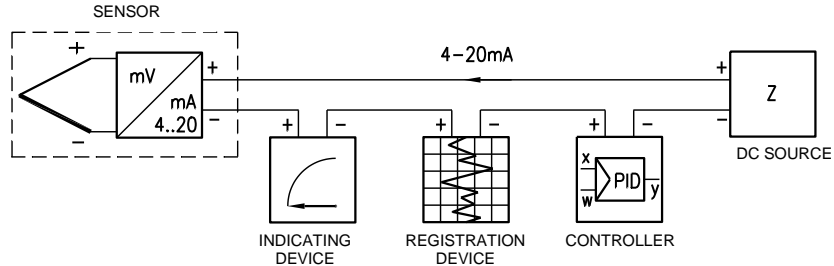 SENSOR
+
mV
mA
4..20
−
+
−
4−20mA
+
−
Z
DC SOURCE
+
−
+
−
+
−
x
w
PID
y
INDICATING
DEVICE
REGISTRATION
DEVICE
CONTROLLER